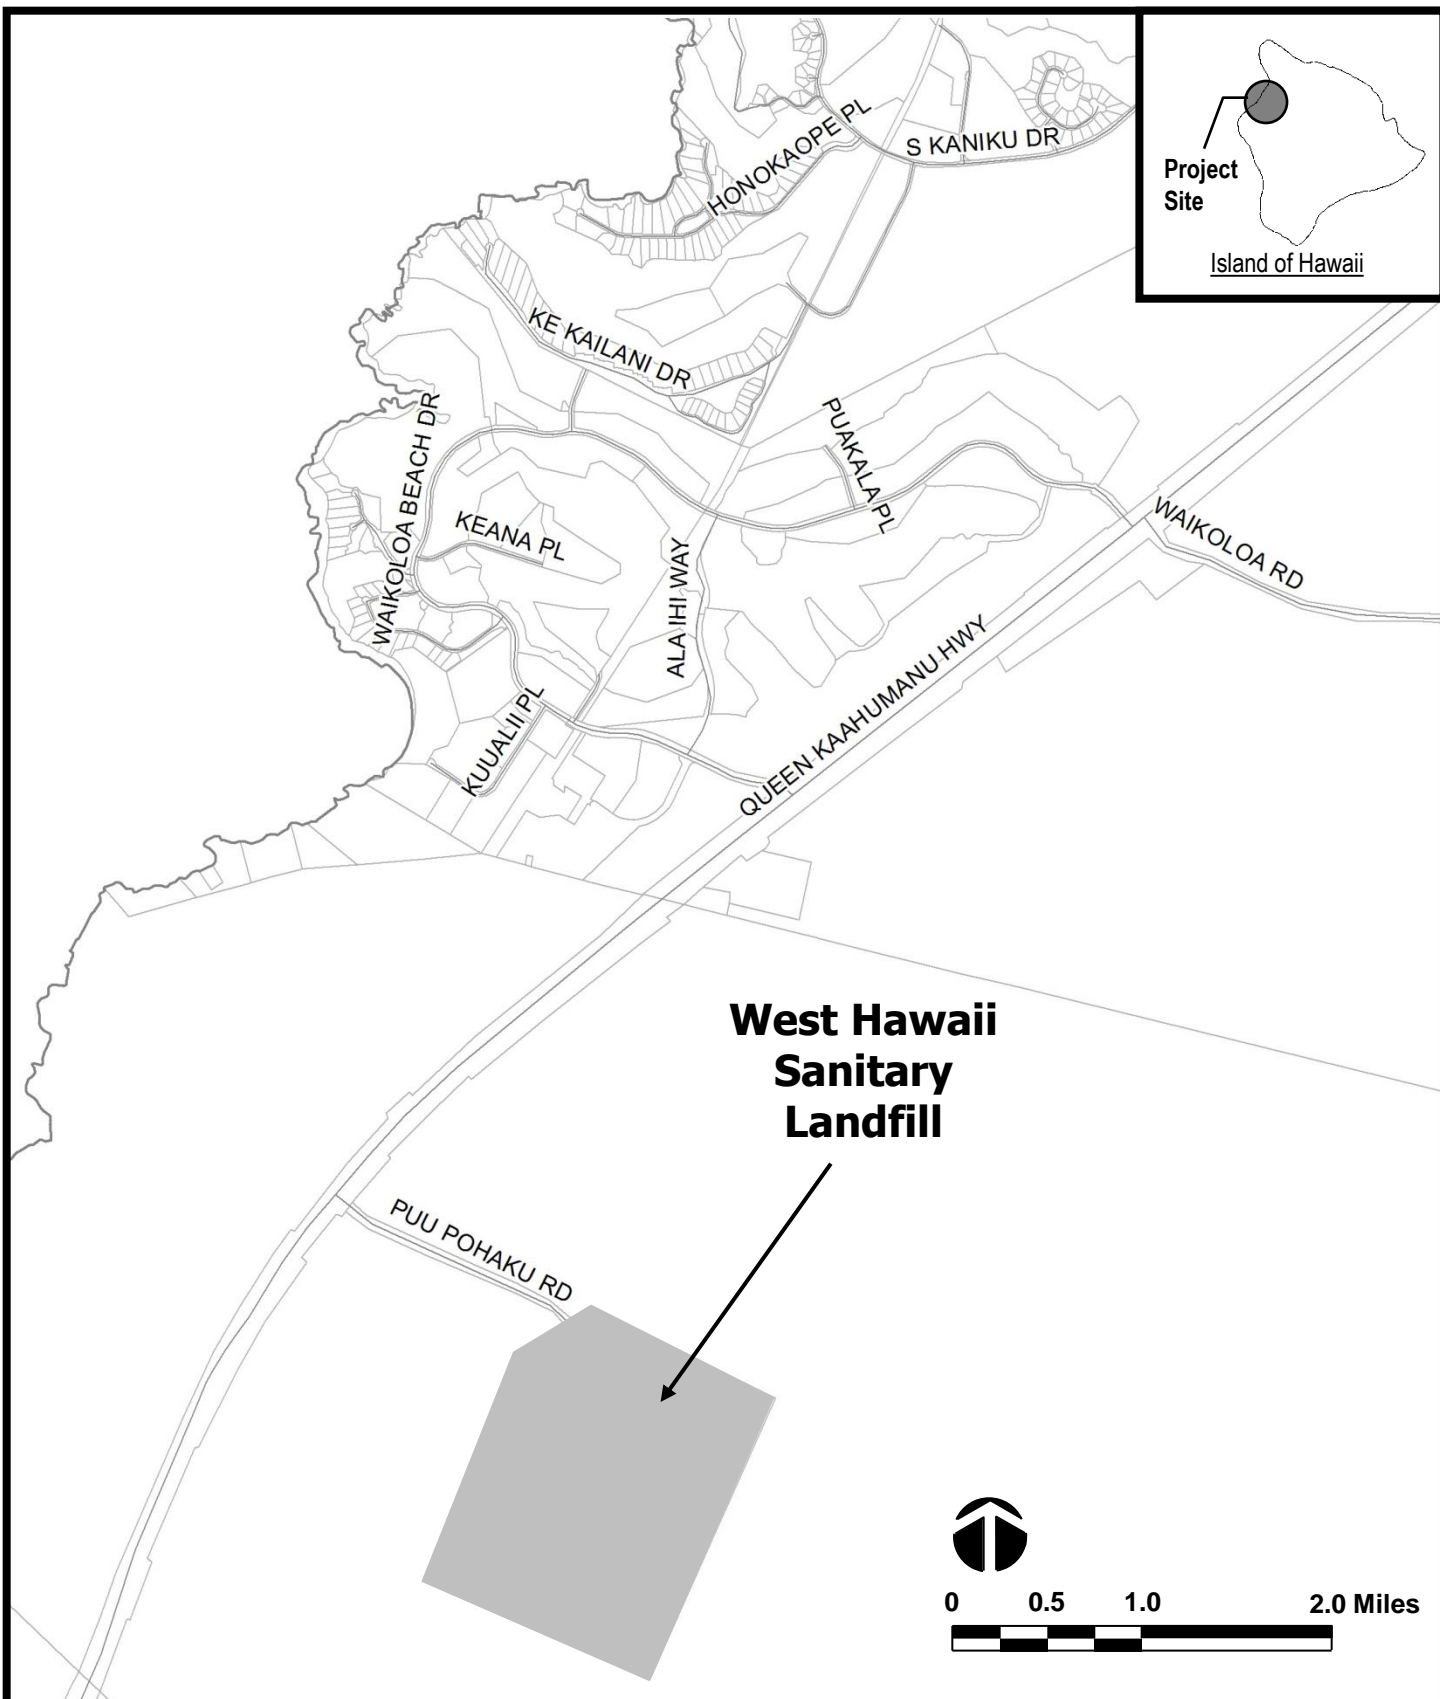 HONOKAOPE PL
S KANIKU DR
Project
Site
Island of Hawaii
KE KAILANI DR
WAIKOLOA BEACH DR
PUAKALA PL
KEANA PL
WAIKOLOA RD
ALA IHI WAY
KUUALII PL
QUEEN KAAHUMANU HWY
West Hawaii
Sanitary
Landfill
PUU POHAKU RD
0 0.5 1.0 2.0 Miles